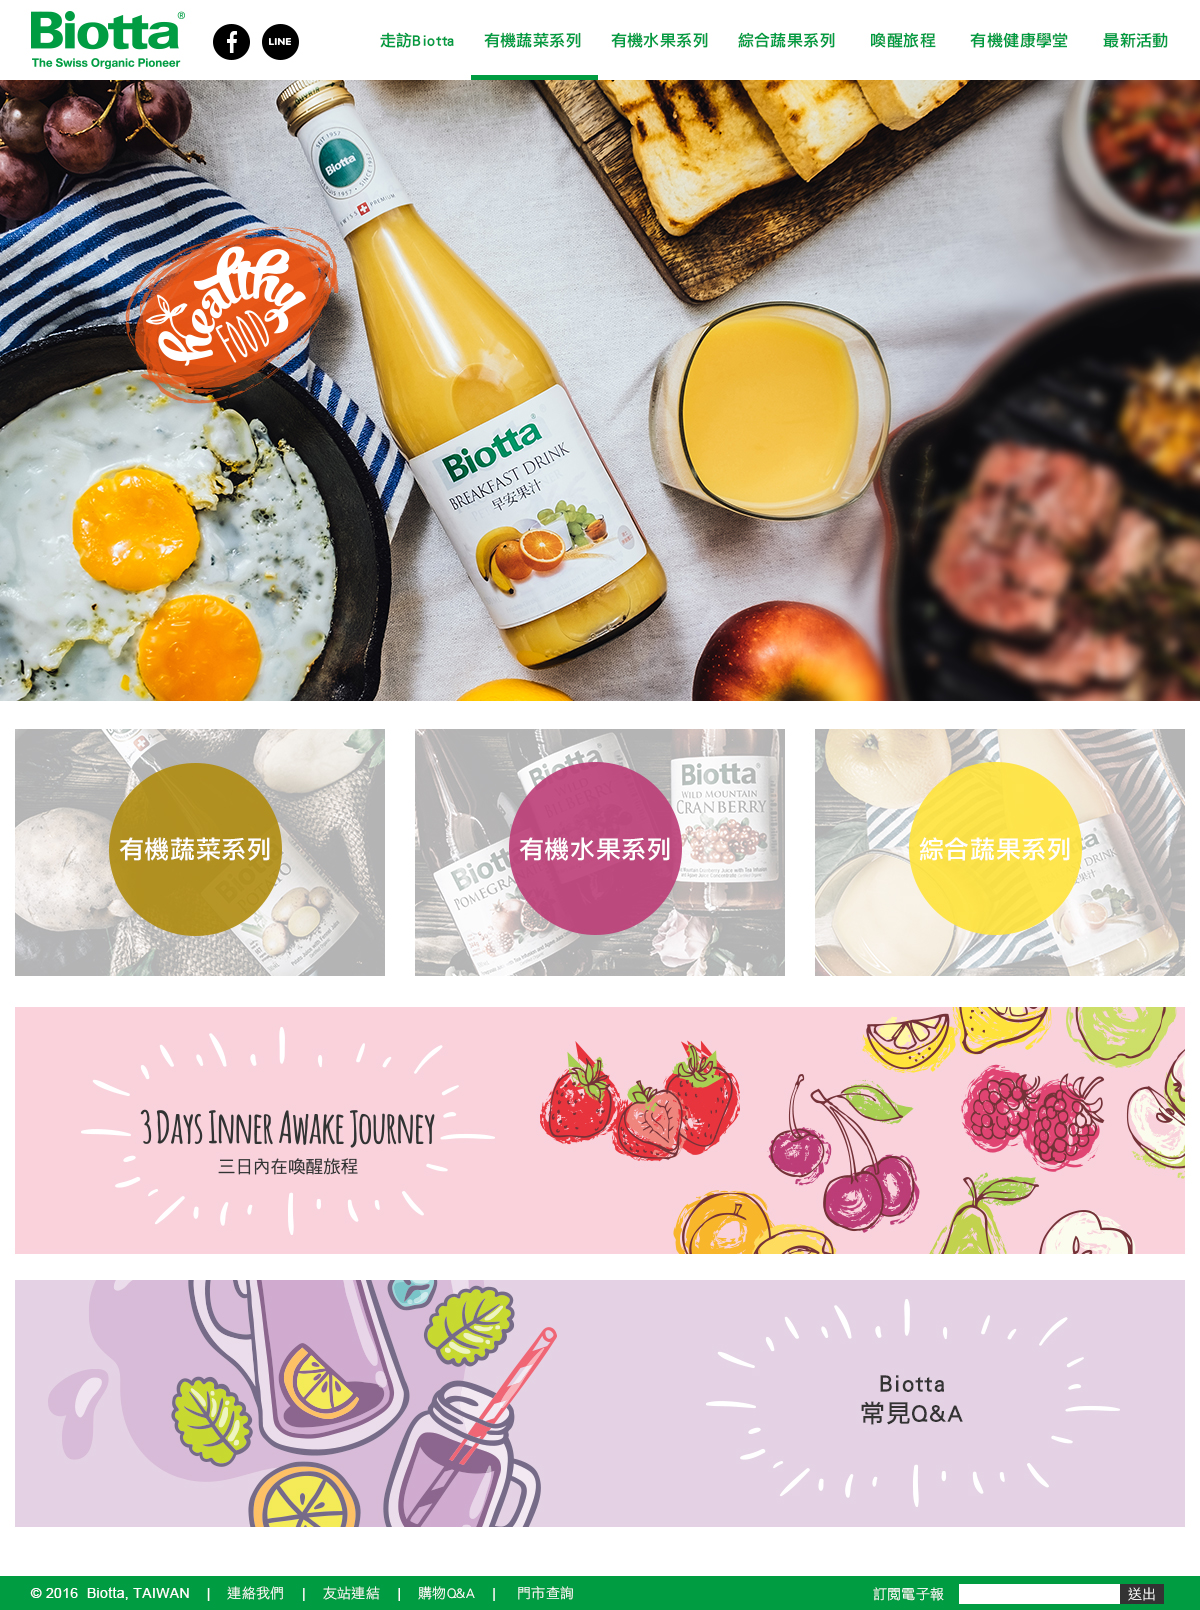 Biotta®
The Swiss Organic Pioneer
LINE
走訪Biotta
有機蔬菜系列
有機水果系列
綜合蔬果系列
喚醒旅程
有機健康學堂
最新活動
Biotta
SWISS PREMIUM
healthy
FOOD
Biotta
BREAKFAST DRINK
早安果汁
有機蔬菜系列
Biotta
Biotta
WILD MOUNTAIN
CRANBERRY
Biotta
有機水果系列
綜合蔬果系列
3 DAYS INNER AWAKE JOURNEY
三日內在喚醒旅程
Biotta
常見Q&A
© 2016 Biotta, TAIWAN | 連絡我們 | 友站連結 | 購物Q&A | 門市查詢
訂閱電子報
送出